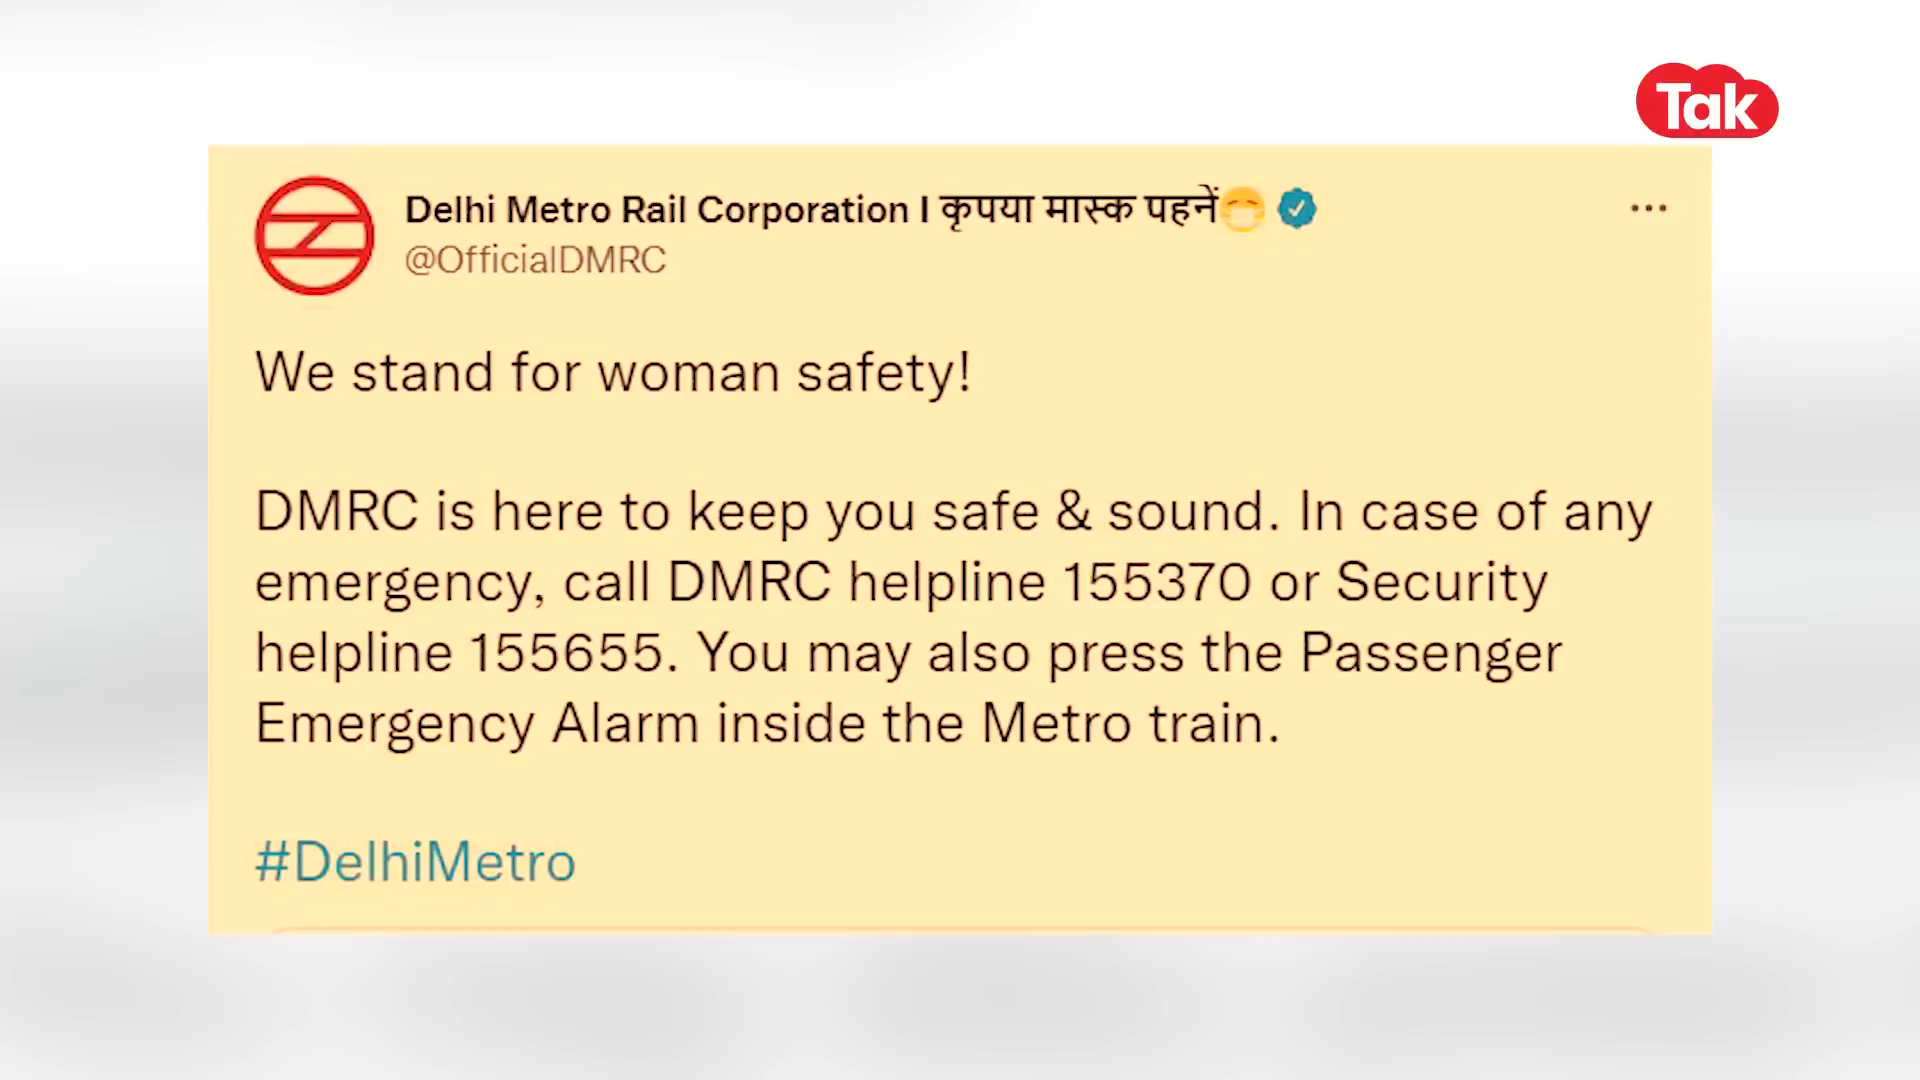 Tak
Delhi Metro Rail Corporation I कृपया मास्क पहनें😷
@OfficialDMRC
We stand for woman safety!
DMRC is here to keep you safe & sound. In case of any
emergency, call DMRC helpline 155370 or Security
helpline 155655. You may also press the Passenger
Emergency Alarm inside the Metro train.
#DelhiMetro